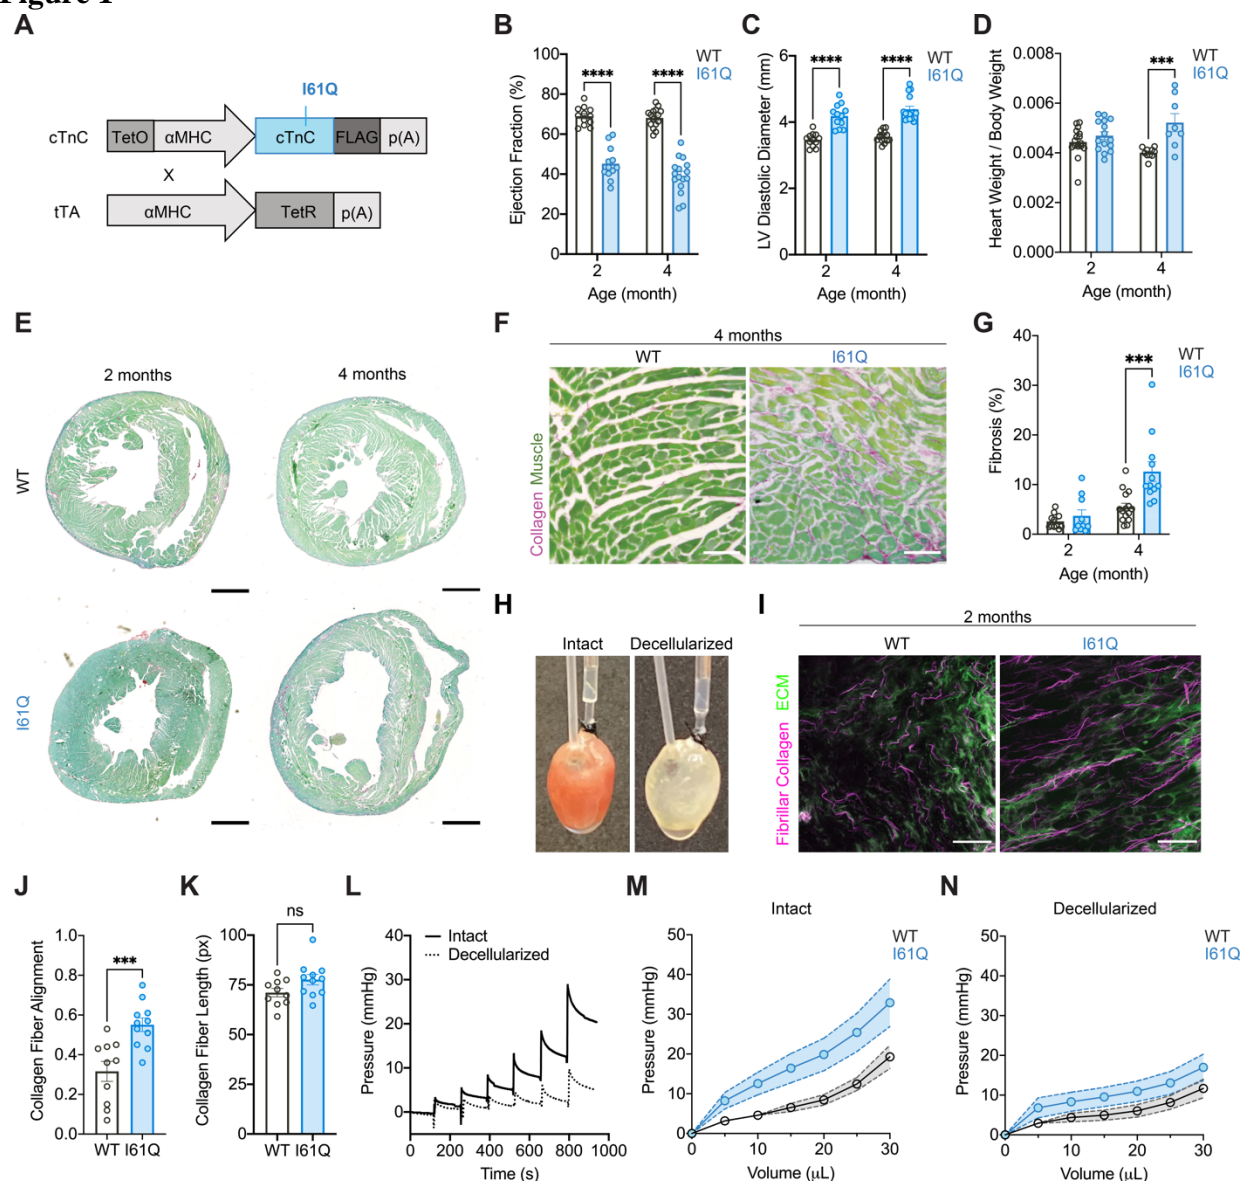 Figure 1
A
I61Q
cTnC
TetO
αMHC
cTnC
FLAG
p(A)
X
tTA
αMHC
TetR
p(A)
B
WT
I61Q
Ejection Fraction (%)
100
80
60
40
20
0
****
****
2
4
Age (month)
C
WT
I61Q
LV Diastolic Diameter (mm)
6
4
2
0
****
****
2
4
Age (month)
D
WT
I61Q
Heart Weight / Body Weight
0.008
0.006
0.004
0.002
0.000
***
2
4
Age (month)
E
2 months
4 months
WT
I61Q
F
4 months
WT
I61Q
Collagen Muscle
G
WT
I61Q
Fibrosis (%)
40
30
20
10
0
***
2
4
Age (month)
H
Intact
Decellularized
I
2 months
WT
I61Q
Fibrillar Collagen ECM
J
Collagen Fiber Alignment
1.0
0.8
0.6
0.4
0.2
0.0
***
WT I61Q
K
Collagen Fiber Length (px)
100
75
50
25
0
ns
WT I61Q
L
Intact
Decellularized
Pressure (mmHg)
40
30
20
10
0
0 200 400 600 800 1000
Time (s)
M
Intact
WT
I61Q
Pressure (mmHg)
50
40
30
20
10
0
0 10 20 30
Volume (μL)
N
Decellularized
WT
I61Q
Pressure (mmHg)
50
40
30
20
10
0
0 10 20 30
Volume (μL)